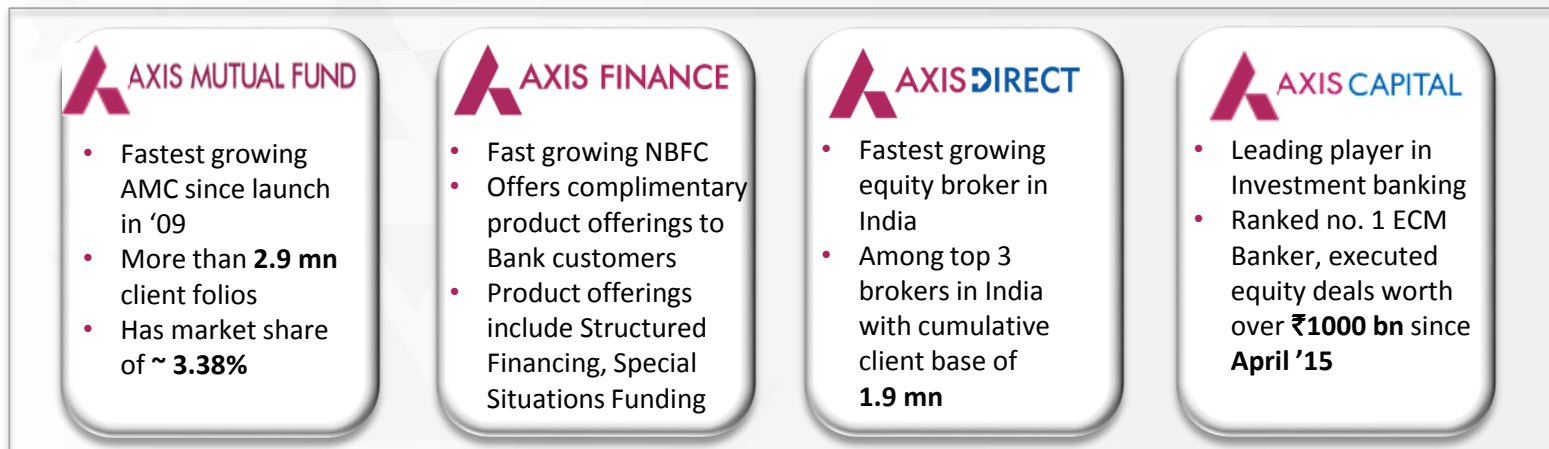 AXIS MUTUAL FUND
• Fastest growing
AMC since launch
in ‘09
• More than 2.9 mn
client folios
• Has market share
of ~ 3.38%
AXIS FINANCE
• Fast growing NBFC
• Offers complimentary
product offerings to
Bank customers
• Product offerings
include Structured
Financing, Special
Situations Funding
AXIS DIRECT
• Fastest growing
equity broker in
India
• Among top 3
brokers in India
with cumulative
client base of
1.9 mn
AXIS CAPITAL
• Leading player in
Investment banking
• Ranked no. 1 ECM
Banker, executed
equity deals worth
over ₹1000 bn since
April ’15